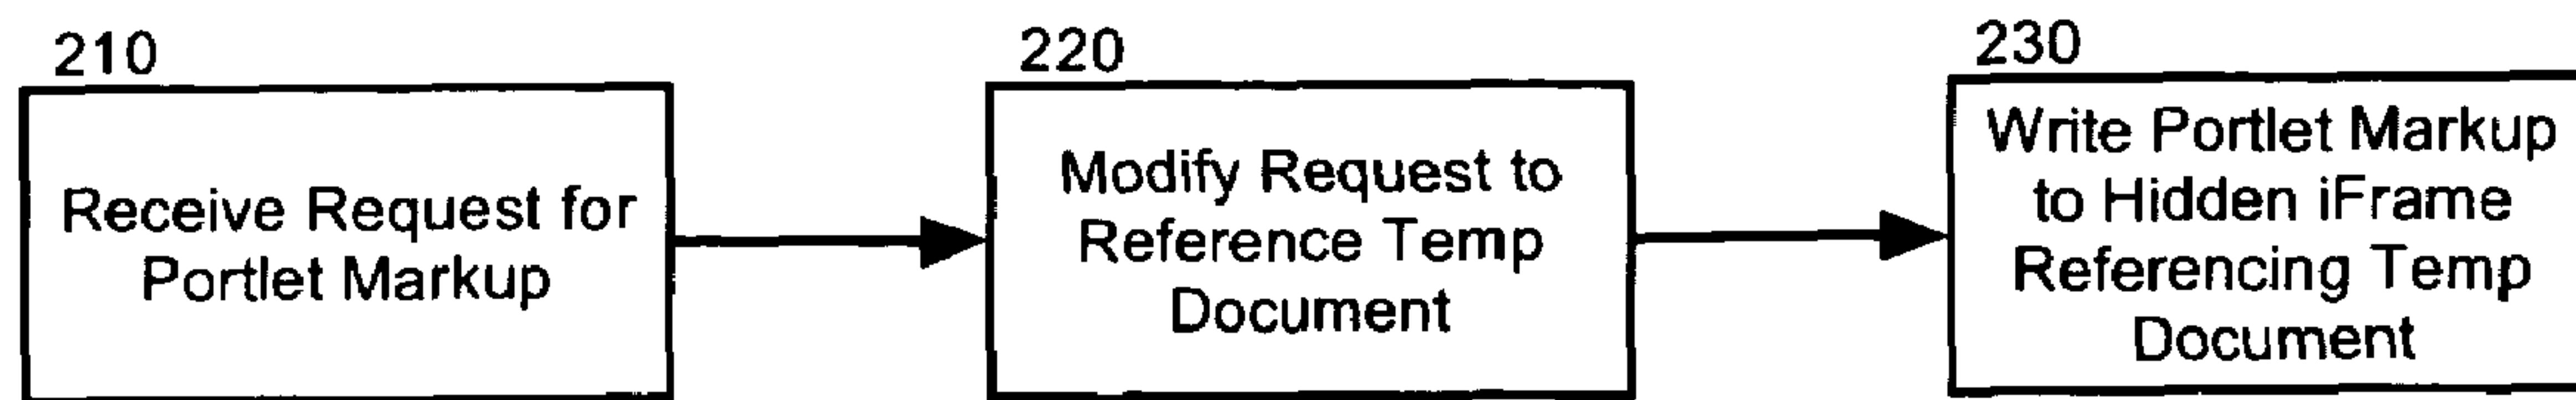 210
Receive Request for
Portlet Markup
220
Modify Request to
Reference Temp
Document
230
Write Portlet Markup
to Hidden iFrame
Referencing Temp
Document